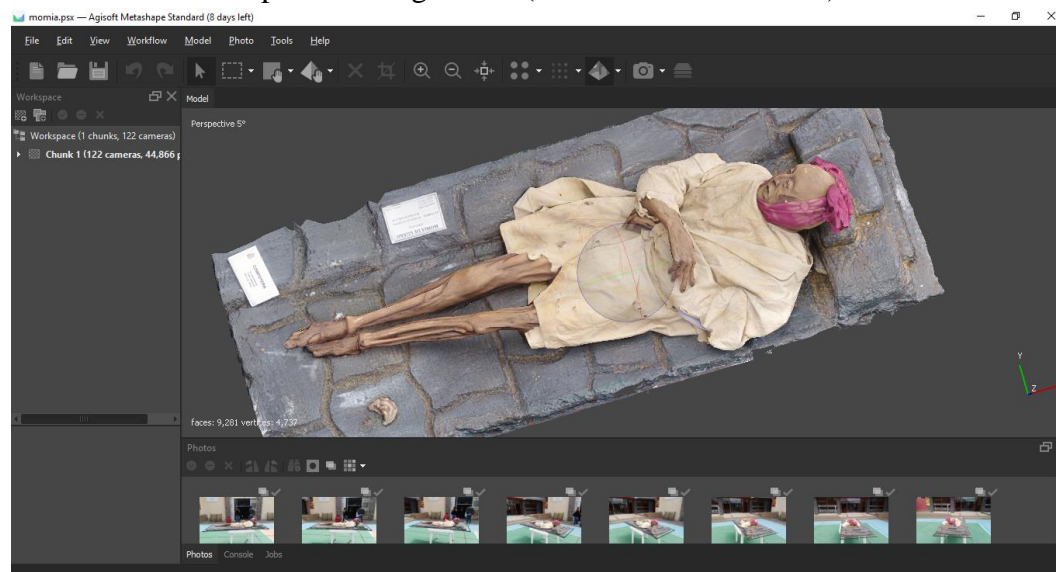 momia.psx — Agisoft Metashape Standard (8 days left)
File Edit View Workflow Model Photo Tools Help
Workspace
Model
Workspace (1 chunks, 122 cameras)
Chunk 1 (122 cameras, 44,866 p
Perspective 5°
Y
Z
faces: 9,281 vertices: 4,737
Photos
Photos Console Jobs